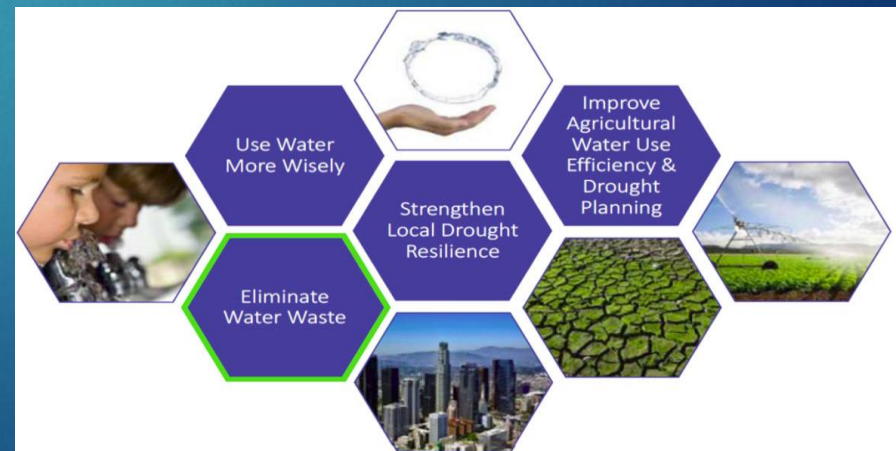 Use Water
More Wisely
Improve
Agricultural
Water Use
Efficiency &
Drought
Planning
Strengthen
Local Drought
Resilience
Eliminate
Water Waste